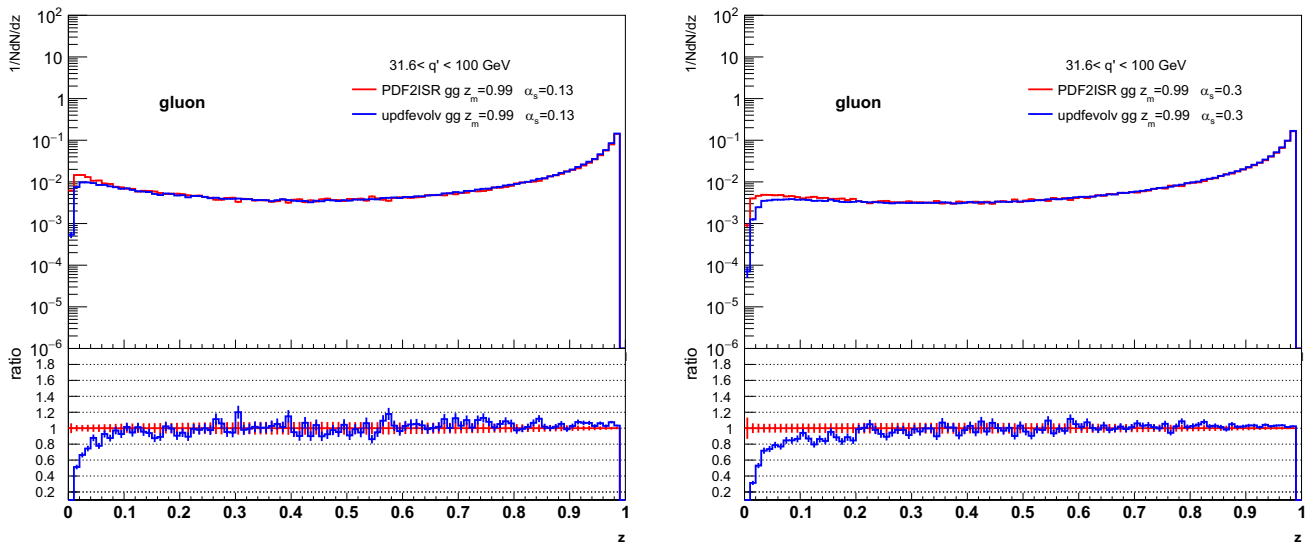 1/NdN/dz
10²
10
1
10⁻¹
10⁻²
10⁻³
10⁻⁴
10⁻⁵
10⁻⁶
31.6< q' < 100 GeV
PDF2ISR gg z_m=0.99 α_s=0.13
updfevolv gg z_m=0.99 α_s=0.13
gluon
ratio
1.8
1.6
1.4
1.2
1
0.8
0.6
0.4
0.2
0 0.1 0.2 0.3 0.4 0.5 0.6 0.7 0.8 0.9 1
z
1/NdN/dz
10²
10
1
10⁻¹
10⁻²
10⁻³
10⁻⁴
10⁻⁵
10⁻⁶
31.6< q' < 100 GeV
PDF2ISR gg z_m=0.99 α_s=0.3
updfevolv gg z_m=0.99 α_s=0.3
gluon
ratio
1.8
1.6
1.4
1.2
1
0.8
0.6
0.4
0.2
0 0.1 0.2 0.3 0.4 0.5 0.6 0.7 0.8 0.9 1
z